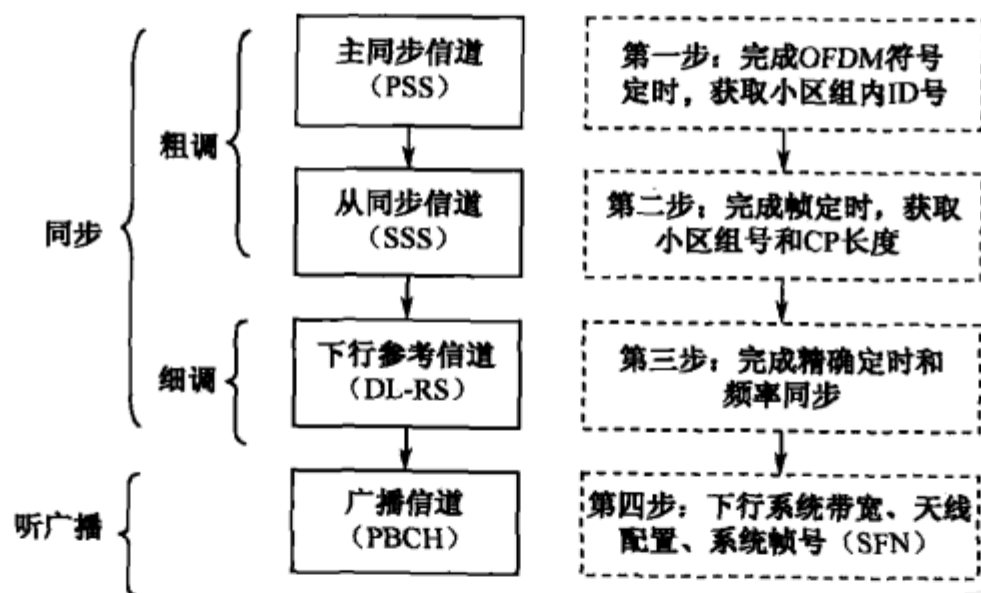 同步
粗调
主同步信道
（PSS）
从同步信道
（SSS）
细调
下行参考信道
（DL-RS）
听广播
广播信道
（PBCH）
第一步：完成OFDM符号
定时，获取小区组内ID号
第二步：完成帧定时，获取
小区组号和CP长度
第三步：完成精确定时和
频率同步
第四步：下行系统带宽、天线
配置、系统帧号（SFN）